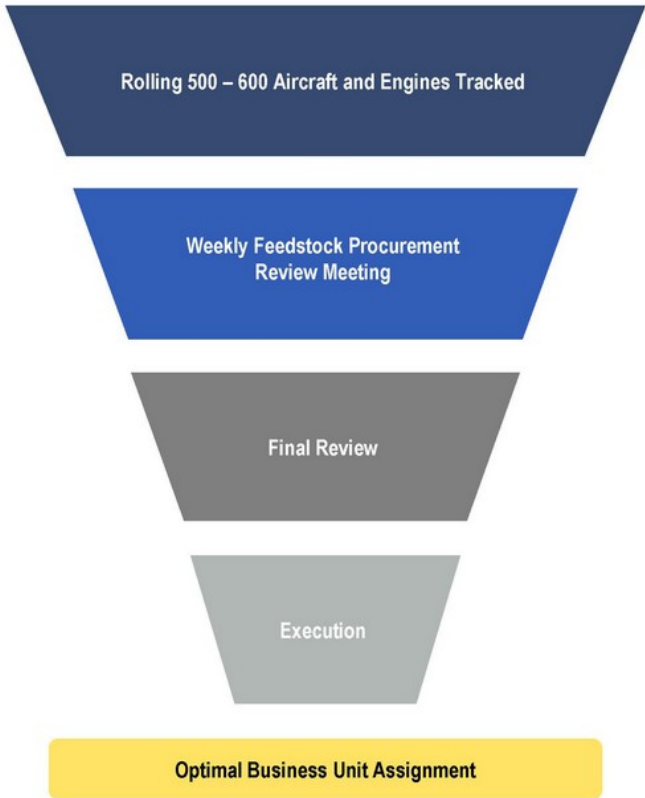 Rolling 500 – 600 Aircraft and Engines Tracked
Weekly Feedstock Procurement
Review Meeting
Final Review
Execution
Optimal Business Unit Assignment